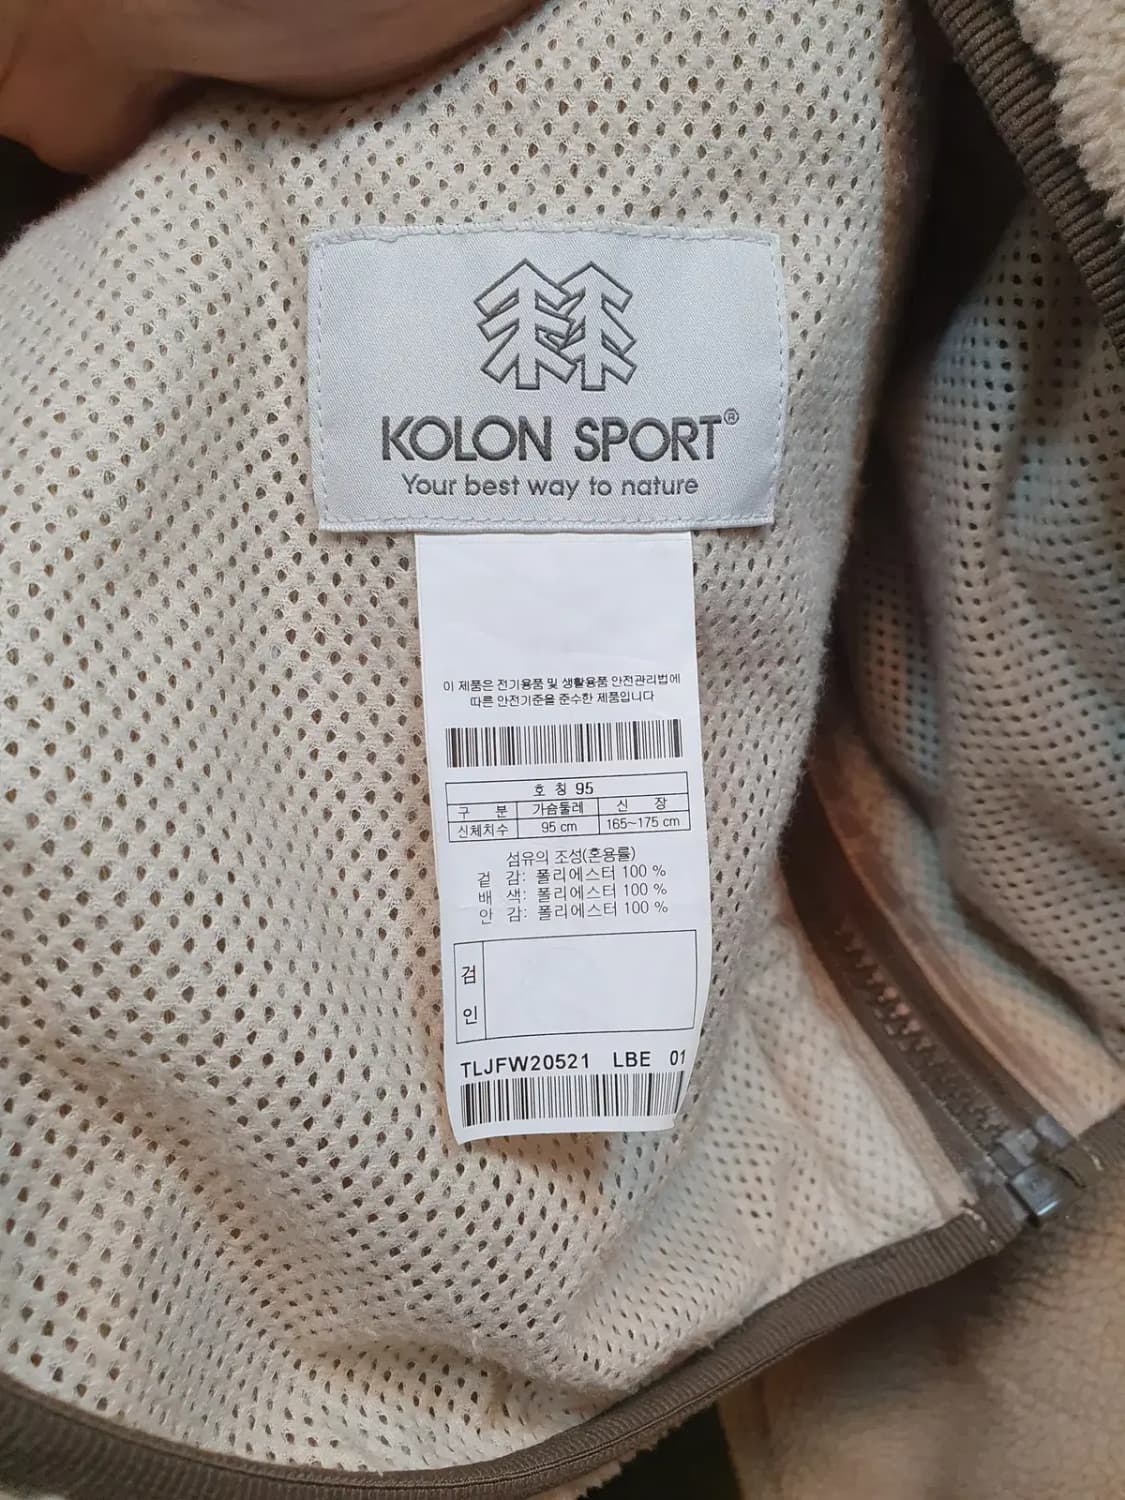 KOLON SPORT®
Your best way to nature
이 제품은 전기용품 및 생활용품 안전관리법에
따른 안전기준을 준수한 제품입니다
호 칭 95
구 분 가슴둘레 신 장
신체치수 95 cm 165~175 cm
섬유의 조성(혼용률)
겉 감: 폴리에스터 100 %
배 색: 폴리에스터 100 %
안 감: 폴리에스터 100 %
검
인
TLJFW20521 LBE 01